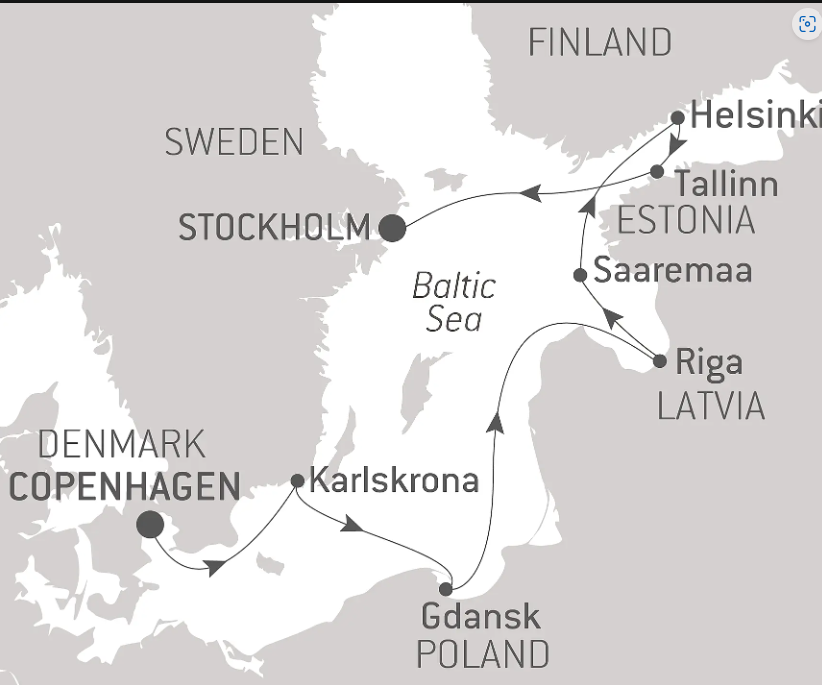 FINLAND
Helsinki
SWEDEN
Tallinn
STOCKHOLM
ESTONIA
Saaremaa
Baltic
Sea
Riga
LATVIA
DENMARK
COPENHAGEN
Karlskrona
Gdansk
POLAND